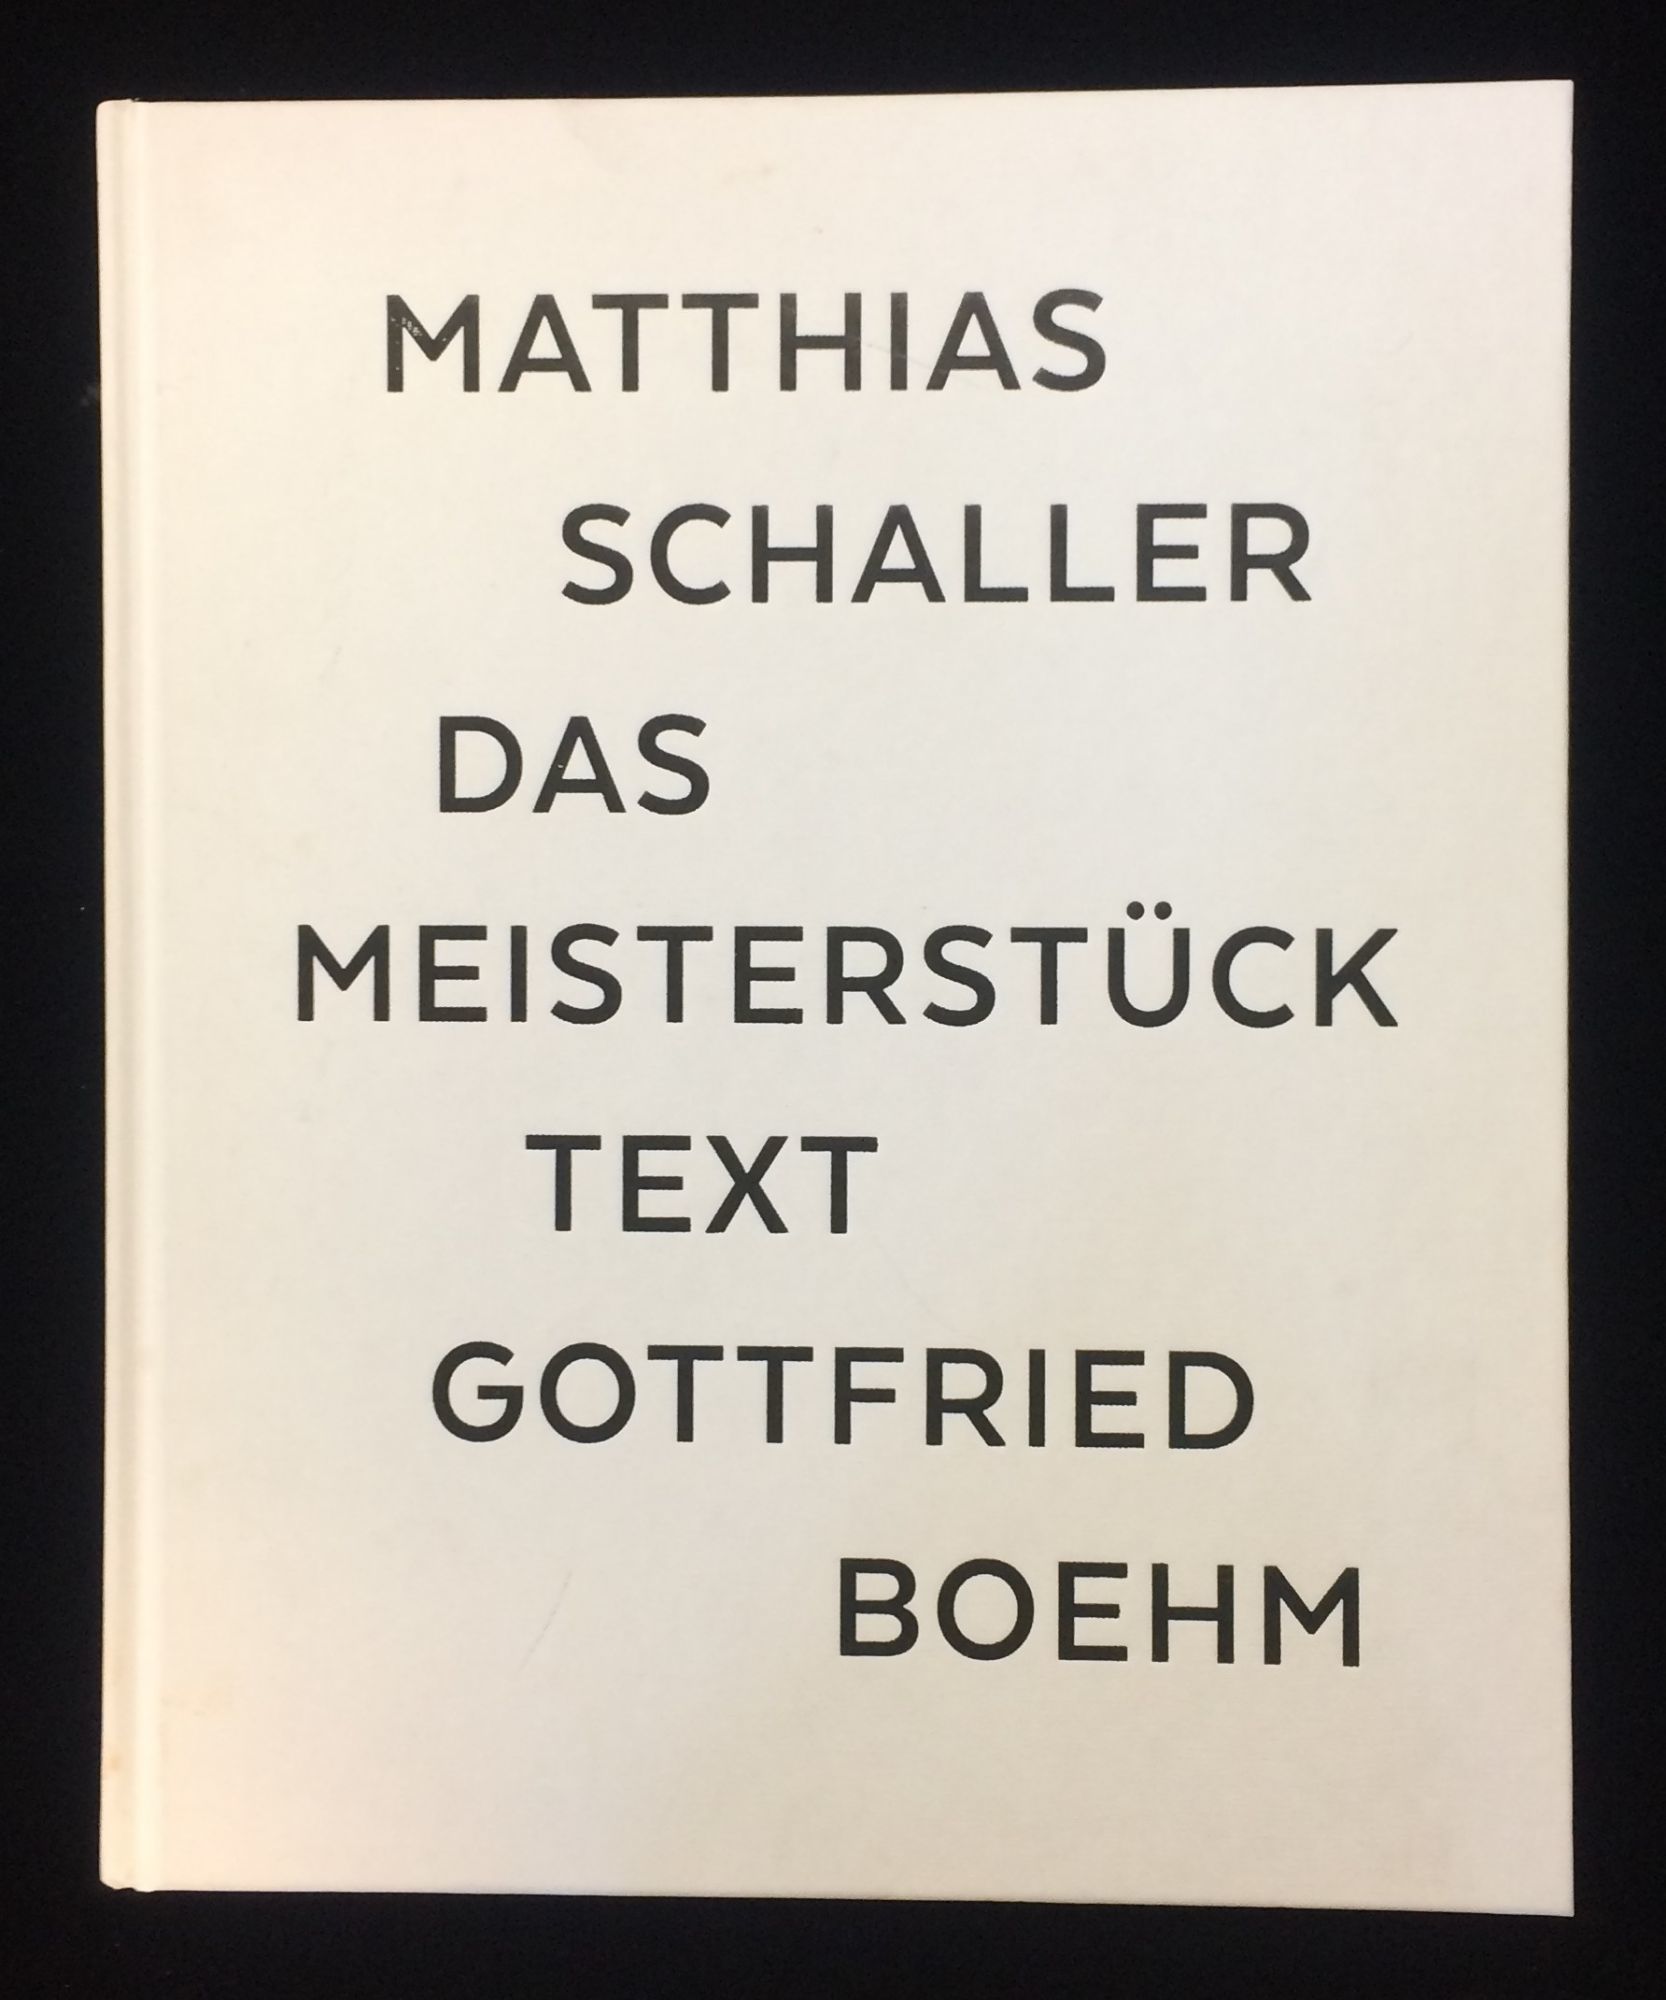 MATTHIAS
SCHALLER
DAS
MEISTERSTÜCK
TEXT
GOTTFRIED
BOEHM